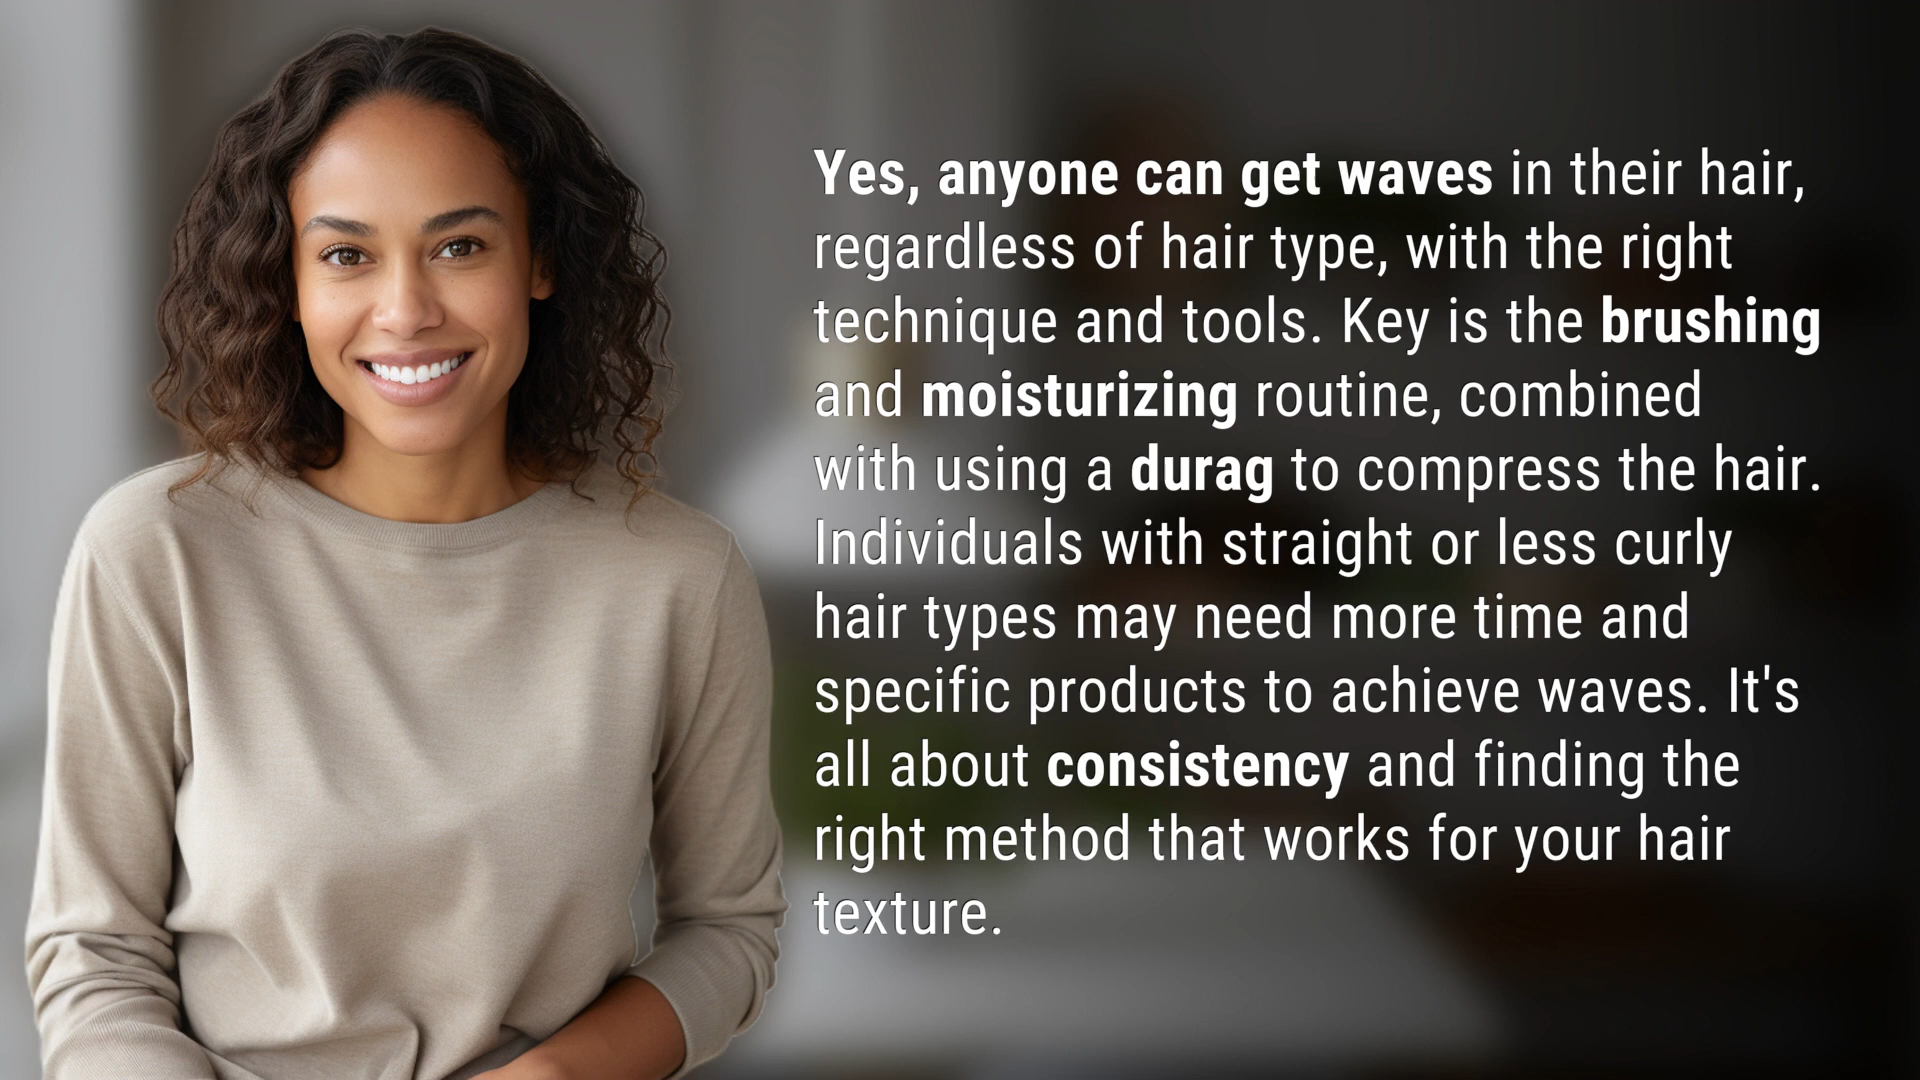 Yes, anyone can get waves in their hair,
regardless of hair type, with the right
technique and tools. Key is the brushing
and moisturizing routine, combined
with using a durag to compress the hair.
Individuals with straight or less curly
hair types may need more time and
specific products to achieve waves. It's
all about consistency and finding the
right method that works for your hair
texture.